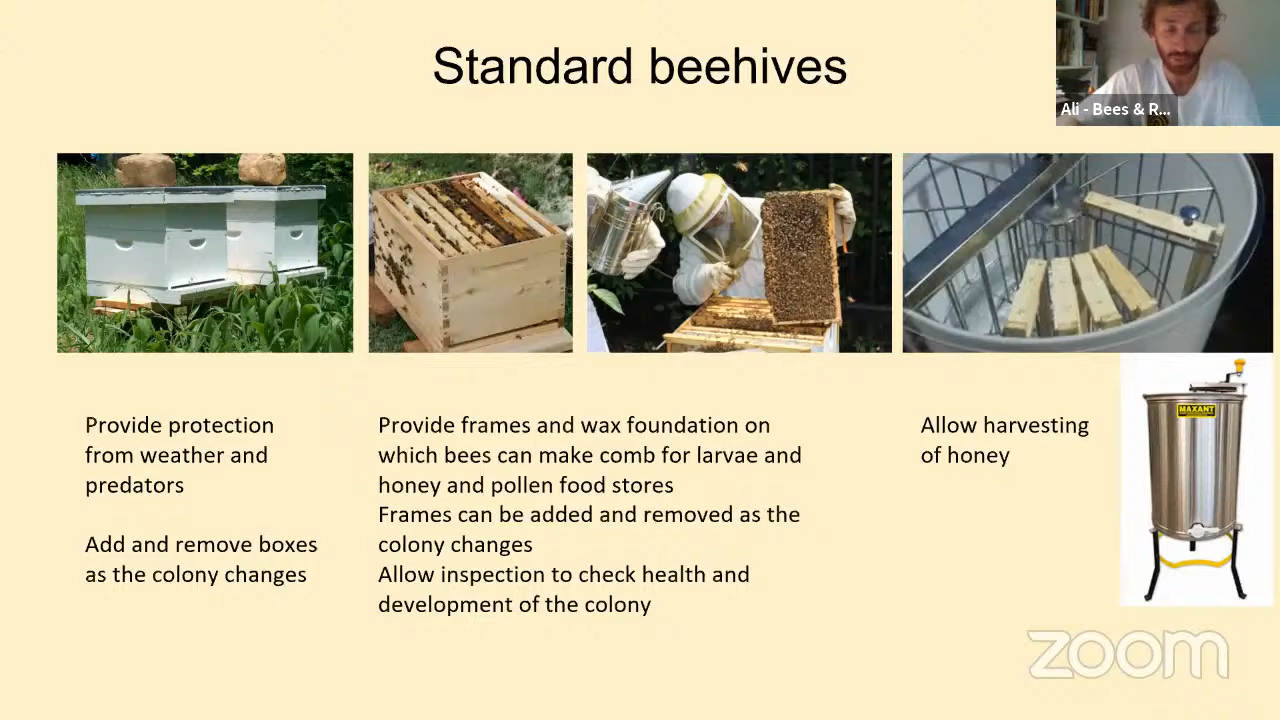 Standard beehives
Ali - Bees & R...
MAXANT
Provide protection
from weather and
predators
Add and remove boxes
as the colony changes
Provide frames and wax foundation on
which bees can make comb for larvae and
honey and pollen food stores
Frames can be added and removed as the
colony changes
Allow inspection to check health and
development of the colony
Allow harvesting
of honey
zoom